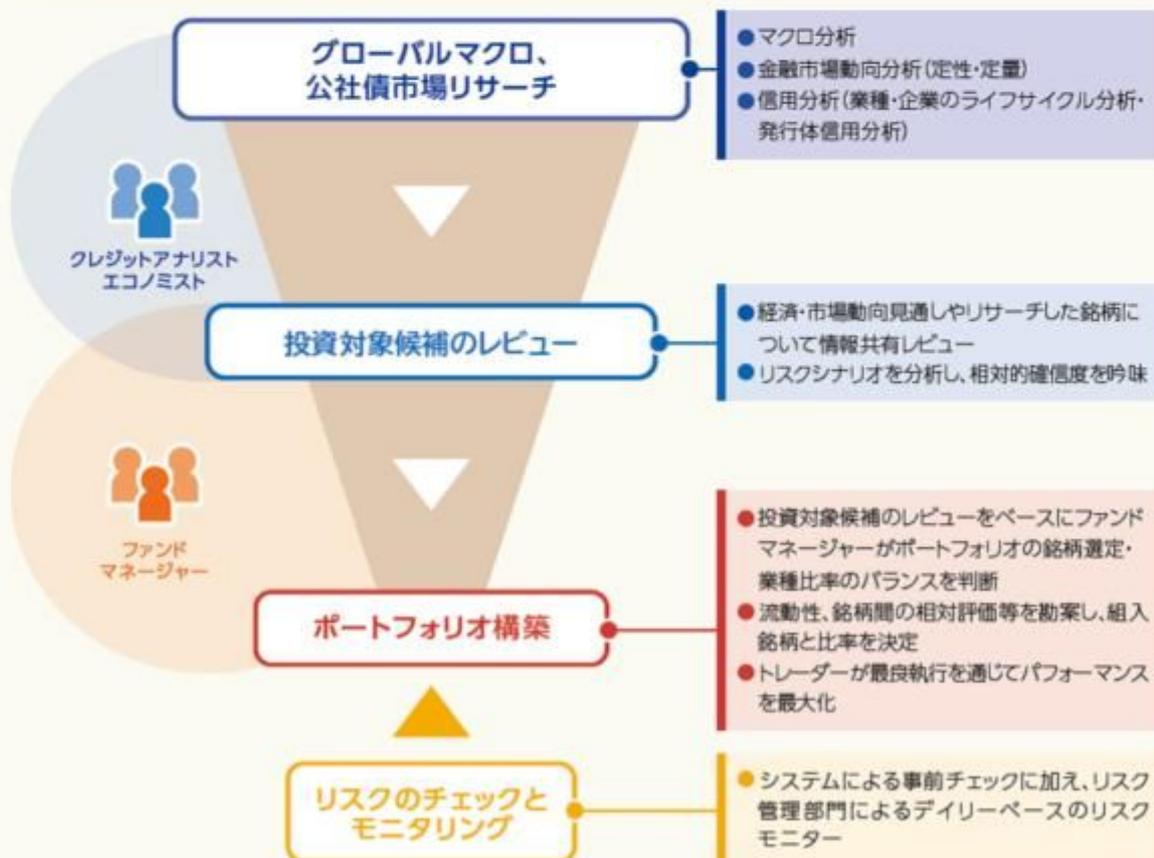 グローバルマクロ、
公社債市場リサーチ
●マクロ分析
●金融市場動向分析(定性・定量)
●信用分析(業種・企業のライフサイクル分析・
発行体信用分析)
クレジットアナリスト
エコノミスト
投資対象候補のレビュー
●経済・市場動向見通しやリサーチした銘柄に
ついて情報共有レビュー
●リスクシナリオを分析し、相対的確信度を吟味
ファンド
マネージャー
ポートフォリオ構築
●投資対象候補のレビューをベースにファンド
マネージャーがポートフォリオの銘柄選定・
業種比率のバランスを判断
●流動性、銘柄間の相対評価等を勘案し、組入
銘柄と比率を決定
●トレーダーが最良執行を通じてパフォーマンス
を最大化
リスクのチェックと
モニタリング
●システムによる事前チェックに加え、リスク
管理部門によるデイリーベースのリスク
モニター